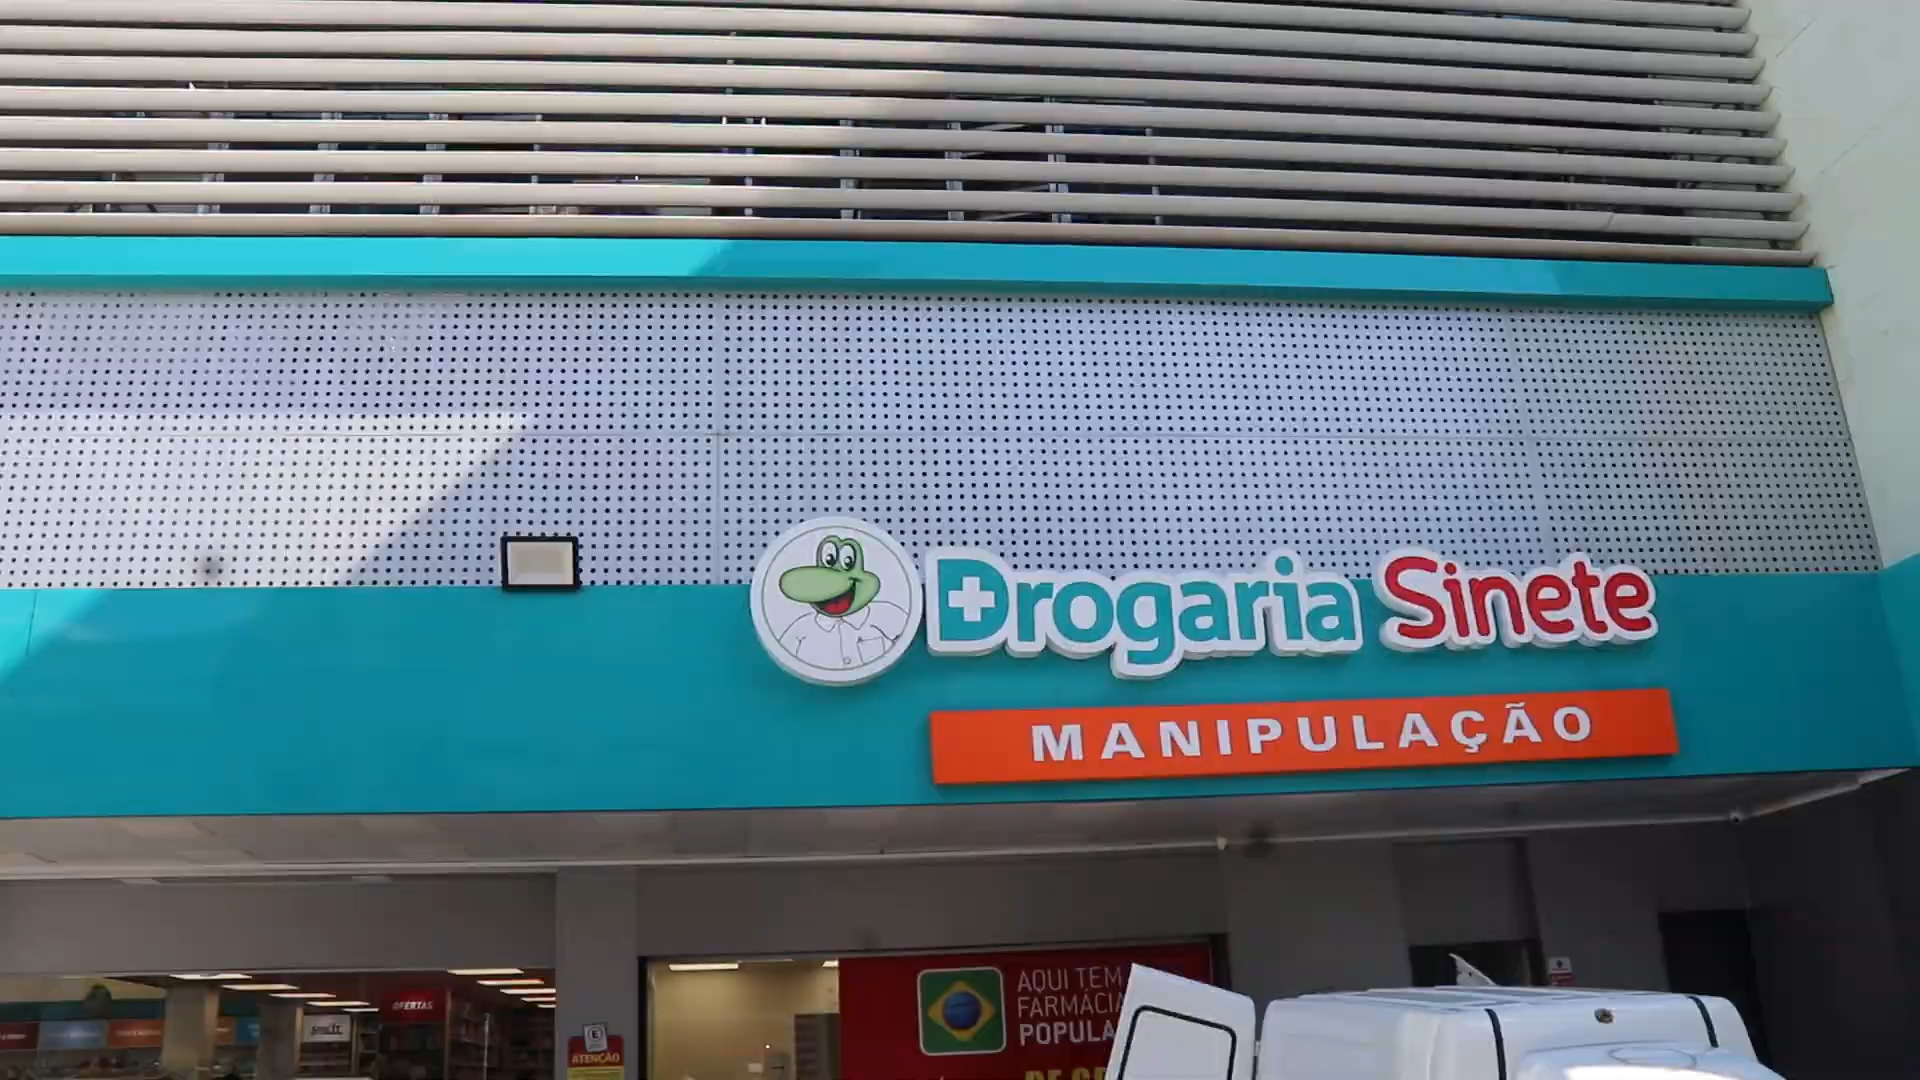 Drogaria Sinete
MANIPULAÇÃO
AQUI TEM
FARMÁCIA
POPULA
OFERTAS
E
ATENÇÃO